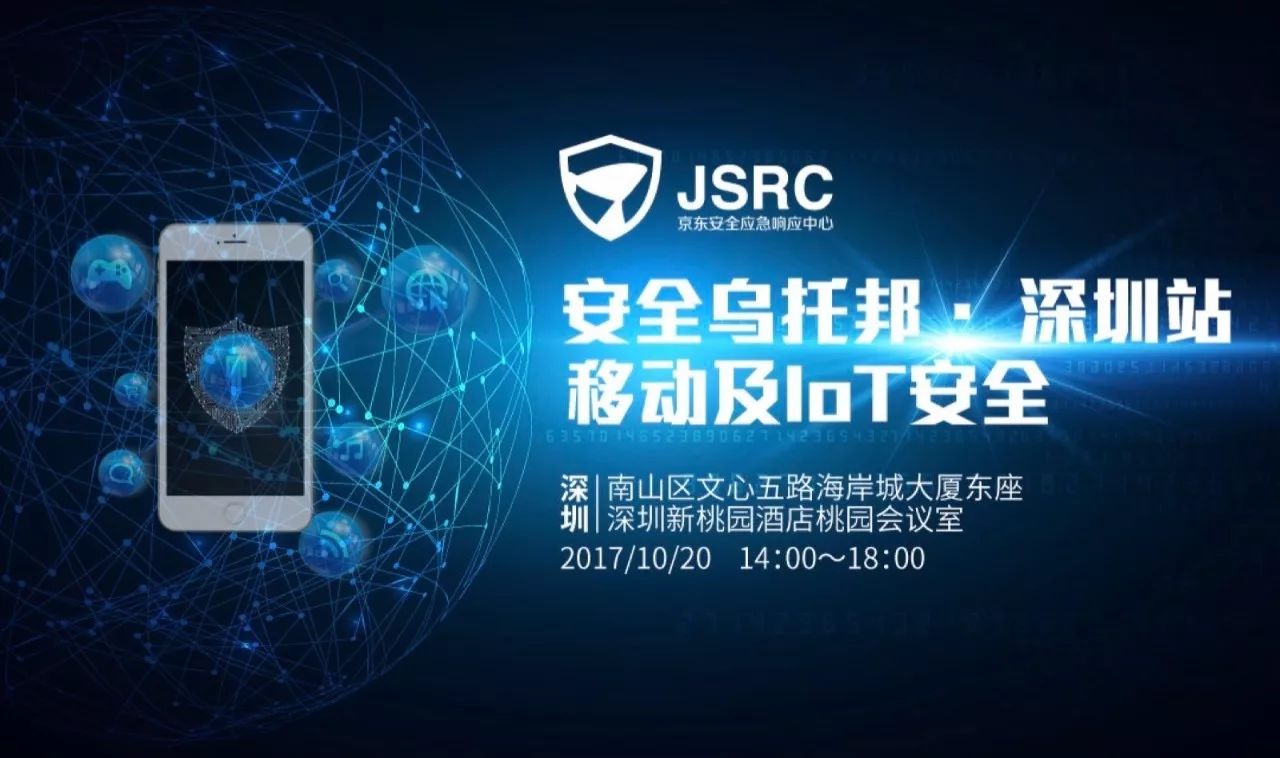 JSRC
京东安全应急响应中心
安全乌托邦· 深圳站
移动及IoT安全
深圳
南山区文心五路海岸城大厦东座
深圳新桃园酒店桃园会议室
2017/10/20 14:00～18:00